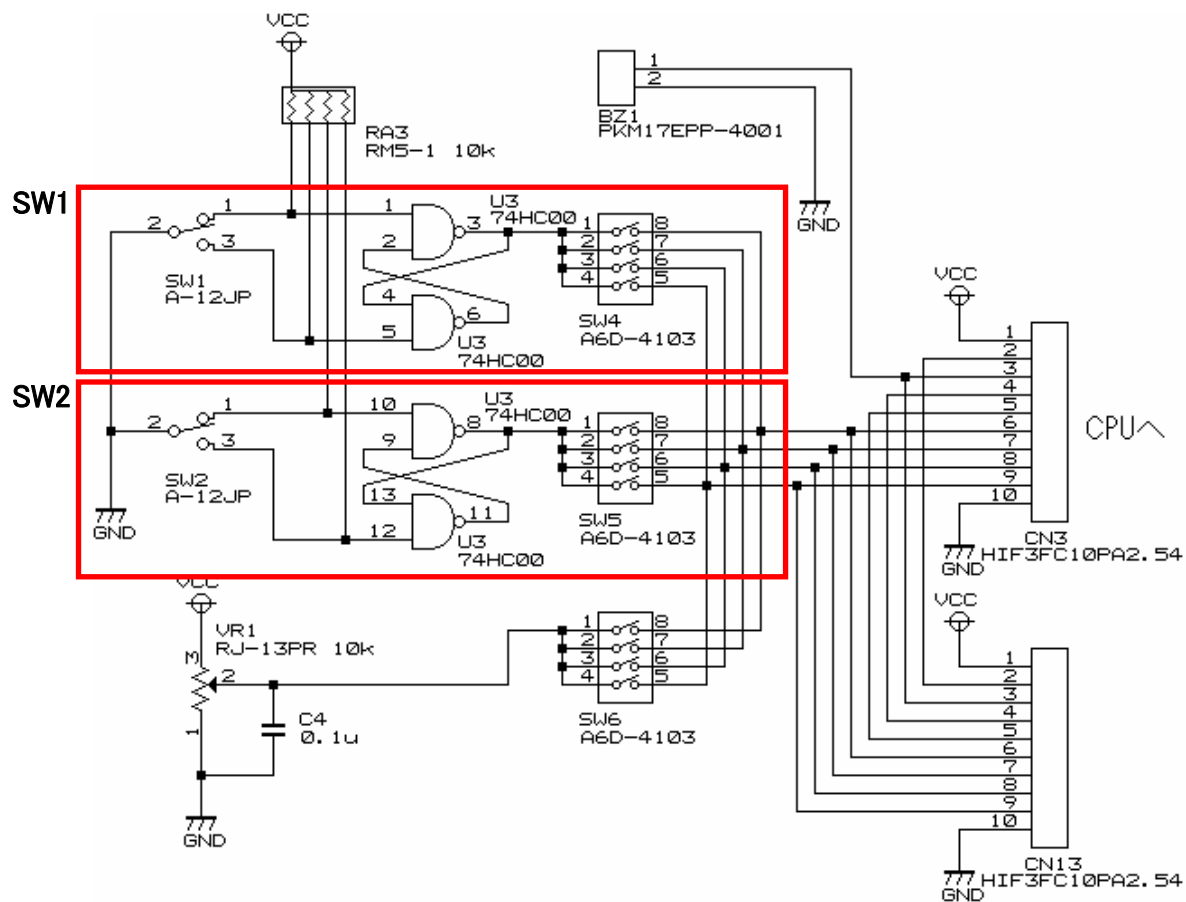 VCC
RA3
RM5-1 10k
1
2
BZ1
PKM17EPP-4001
GND
SW1
2
1
3
SW1
A-12JP
1
2
3
U3
74HC00
4
5
6
U3
74HC00
1
2
3
4
8
7
6
5
SW4
A6D-4103
SW2
2
1
3
SW2
A-12JP
GND
10
9
8
U3
74HC00
13
12
11
U3
74HC00
1
2
3
4
8
7
6
5
SW5
A6D-4103
VCC
1
2
3
4
5
6
7
8
9
10
CPUへ
GND
CN3
HIF3FC10PA2.54
VCC
VR1
RJ-13PR 10k
3
2
1
C4
0.1u
GND
1
2
3
4
8
7
6
5
SW6
A6D-4103
VCC
1
2
3
4
5
6
7
8
9
10
GND
CN13
HIF3FC10PA2.54